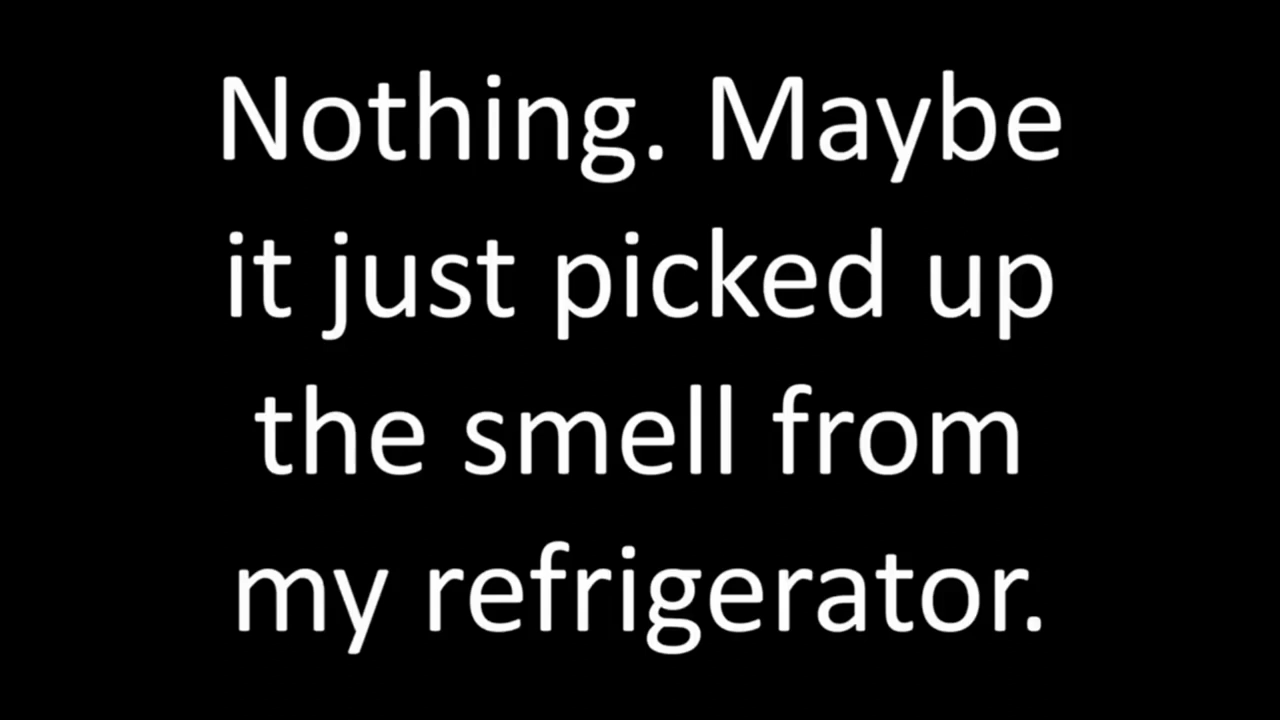 Nothing. Maybe
it just picked up
the smell from
my refrigerator.